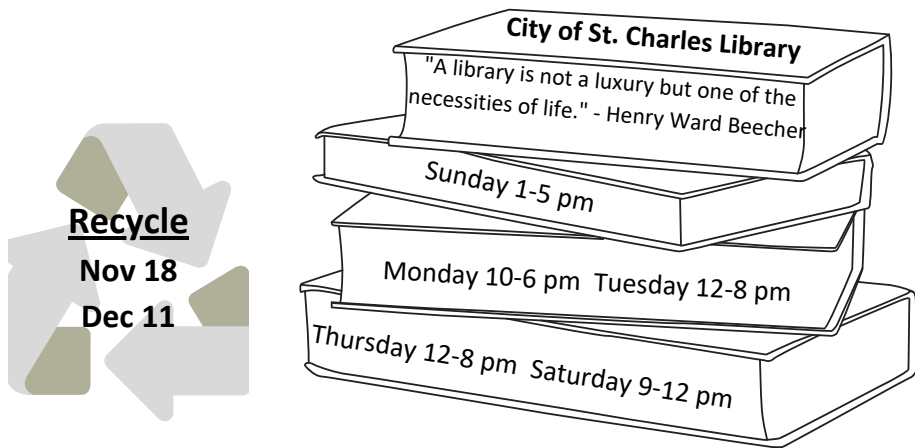 City of St. Charles Library
"A library is not a luxury but one of the
necessities of life." - Henry Ward Beecher
Sunday 1-5 pm
Monday 10-6 pm  Tuesday 12-8 pm
Thursday 12-8 pm  Saturday 9-12 pm
Recycle
Nov 18
Dec 11